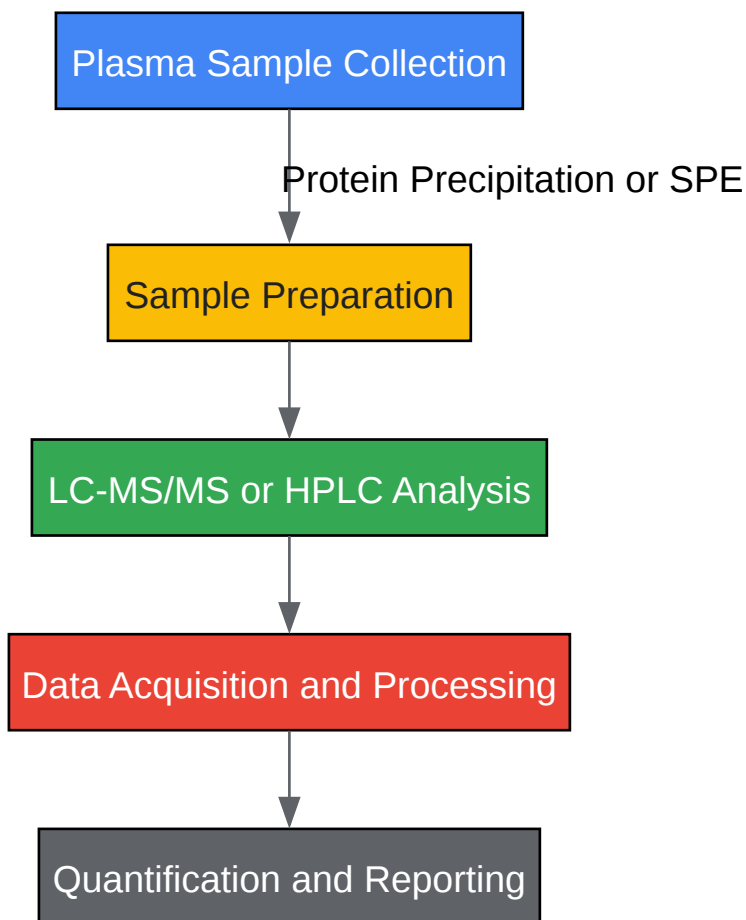 Plasma Sample Collection
Protein Precipitation or SPE
Sample Preparation
LC-MS/MS or HPLC Analysis
Data Acquisition and Processing
Quantification and Reporting